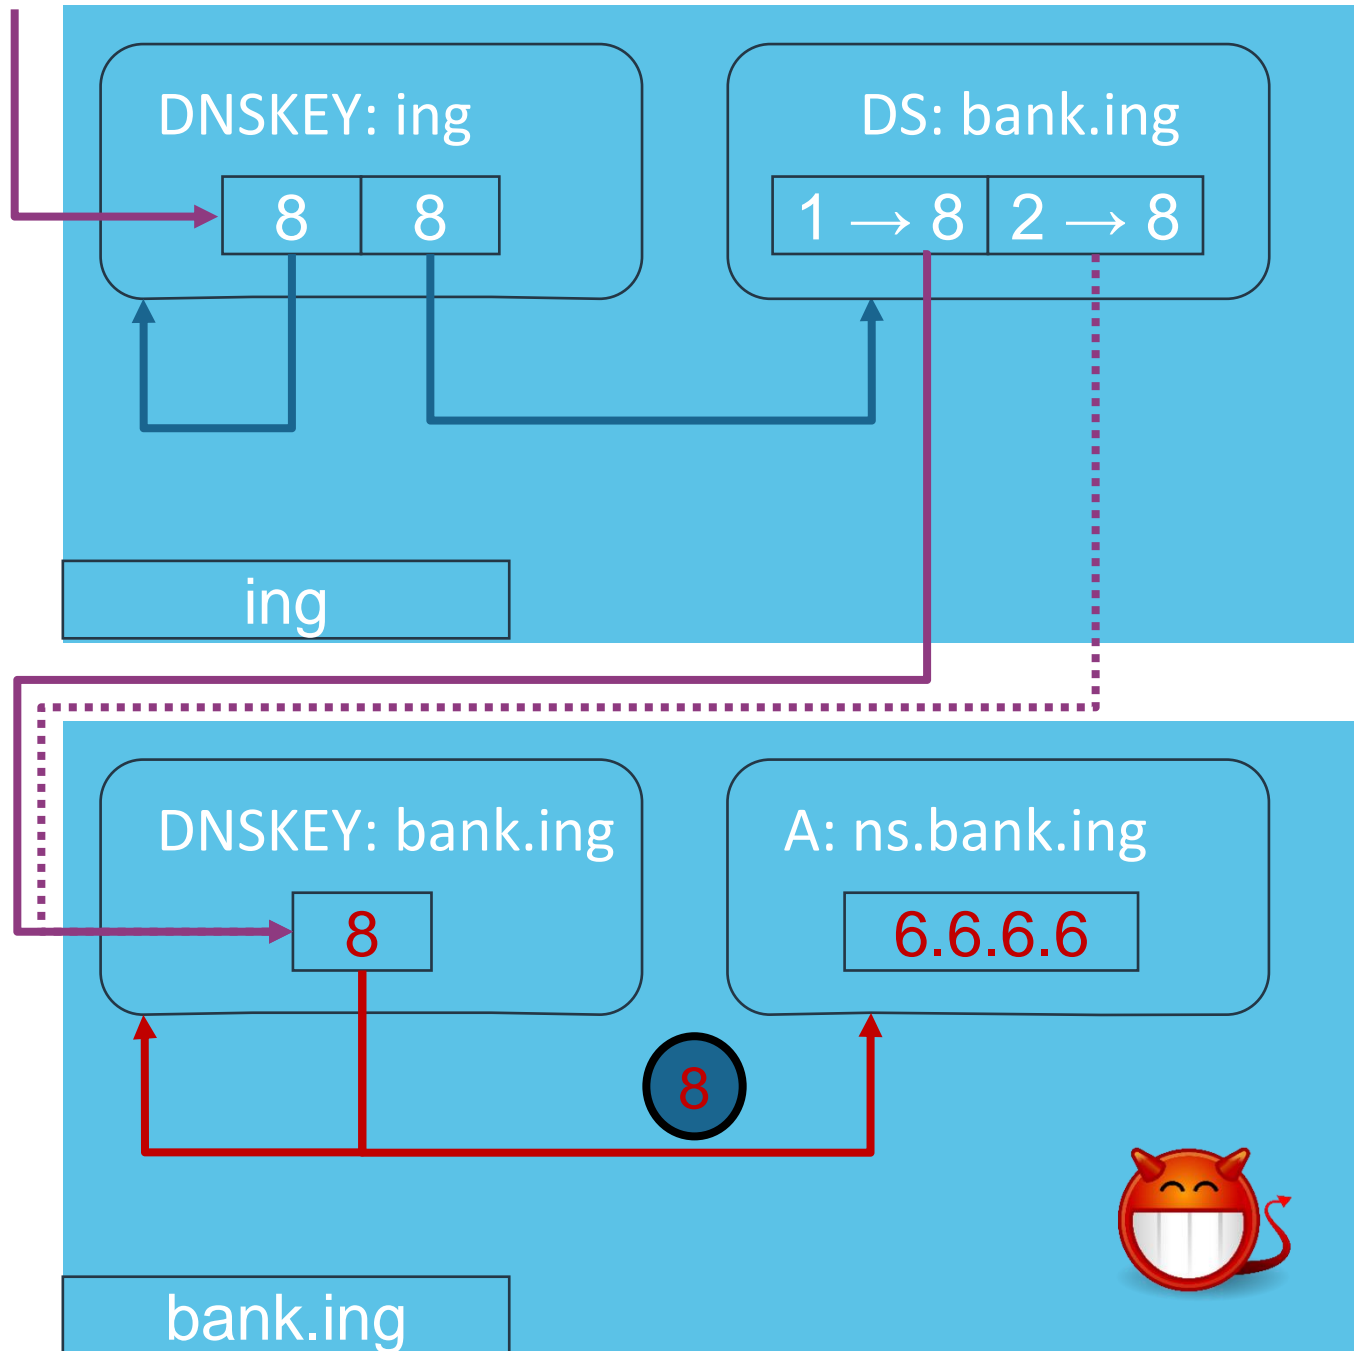 DNSKEY: ing
8 8
DS: bank.ing
1 → 8 2 → 8
ing
DNSKEY: bank.ing
8
A: ns.bank.ing
6.6.6.6
8
bank.ing